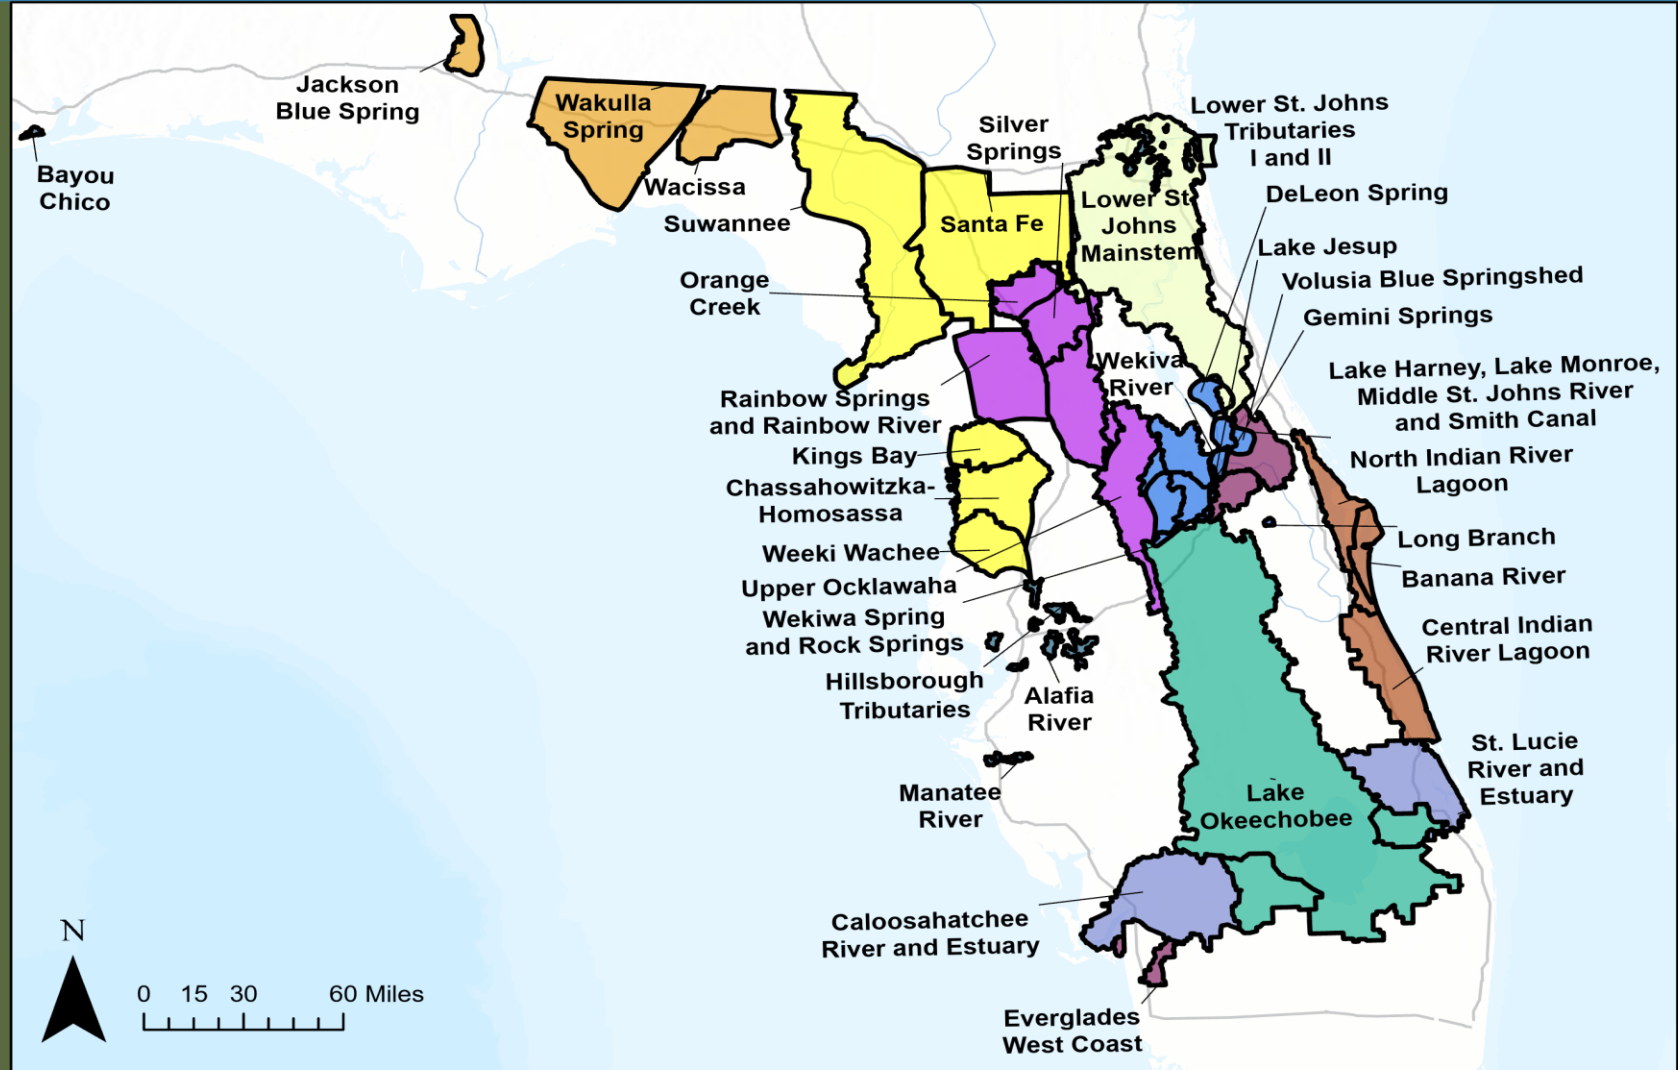 Jackson
Blue Spring
Bayou
Chico
Wakulla
Spring
Wacissa
Suwannee
Silver
Springs
Santa Fe
Lower St. Johns
Tributaries
I and II
Lower St.
Johns
Mainstem
DeLeon Spring
Lake Jesup
Volusia Blue Springshed
Gemini Springs
Orange
Creek
Wekiva
River
Lake Harney, Lake Monroe,
Middle St. Johns River
and Smith Canal
Rainbow Springs
and Rainbow River
Kings Bay
Chassahowitzka-
Homosassa
Weeki Wachee
Upper Ocklawaha
Wekiwa Spring
and Rock Springs
Hillsborough
Tributaries
Alafia
River
North Indian River
Lagoon
Long Branch
Banana River
Central Indian
River Lagoon
St. Lucie
River and
Estuary
Manatee
River
Lake
Okeechobee
Caloosahatchee
River and Estuary
Everglades
West Coast
N
0 15 30 60 Miles